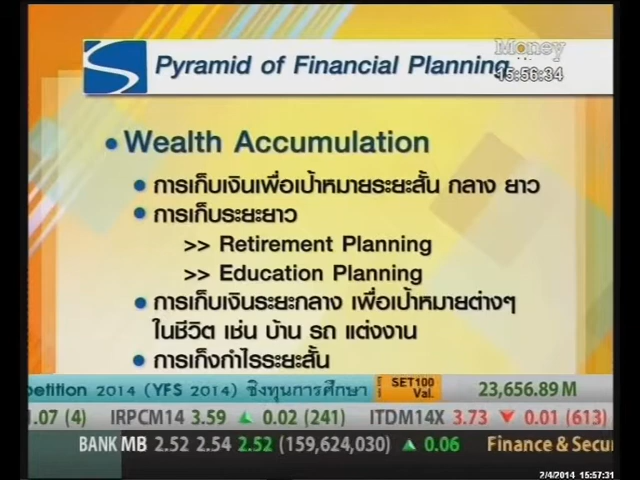 Pyramid of Financial Planning
Money
15:56:34
• Wealth Accumulation
• การเก็บเงินเพื่อเป้าหมายระยะสั้น กลาง ยาว
• การเก็บระยะยาว
>> Retirement Planning
>> Education Planning
• การเก็บเงินระยะกลาง เพื่อเป้าหมายต่างๆ
ในชีวิต เช่น บ้าน รถ แต่งงาน
• การเก็งกำไรระยะสั้น
petition 2014 (YFS 2014) ชิงทุนการศึกษา
SET100 Val.
23,656.89 M
1.07 (4) IRPCM14 3.59 ▲ 0.02 (241) ITDM14X 3.73 ▼ 0.01 (613)
BANK MB 2.52 2.54 2.52 (159,624,030) ▲ 0.06 Finance & Secu
2/4/2014 15:57:31